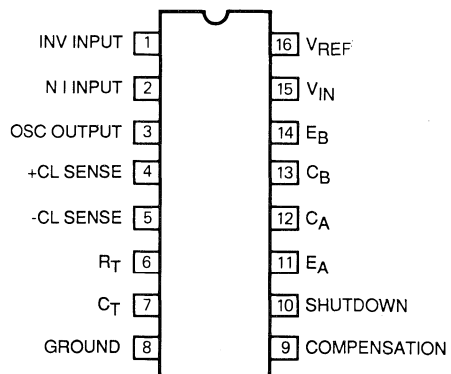 INV INPUT 1 16 VREF
N I INPUT 2 15 VIN
OSC OUTPUT 3 14 EB
+CL SENSE 4 13 CB
-CL SENSE 5 12 CA
RT 6 11 EA
CT 7 10 SHUTDOWN
GROUND 8 9 COMPENSATION